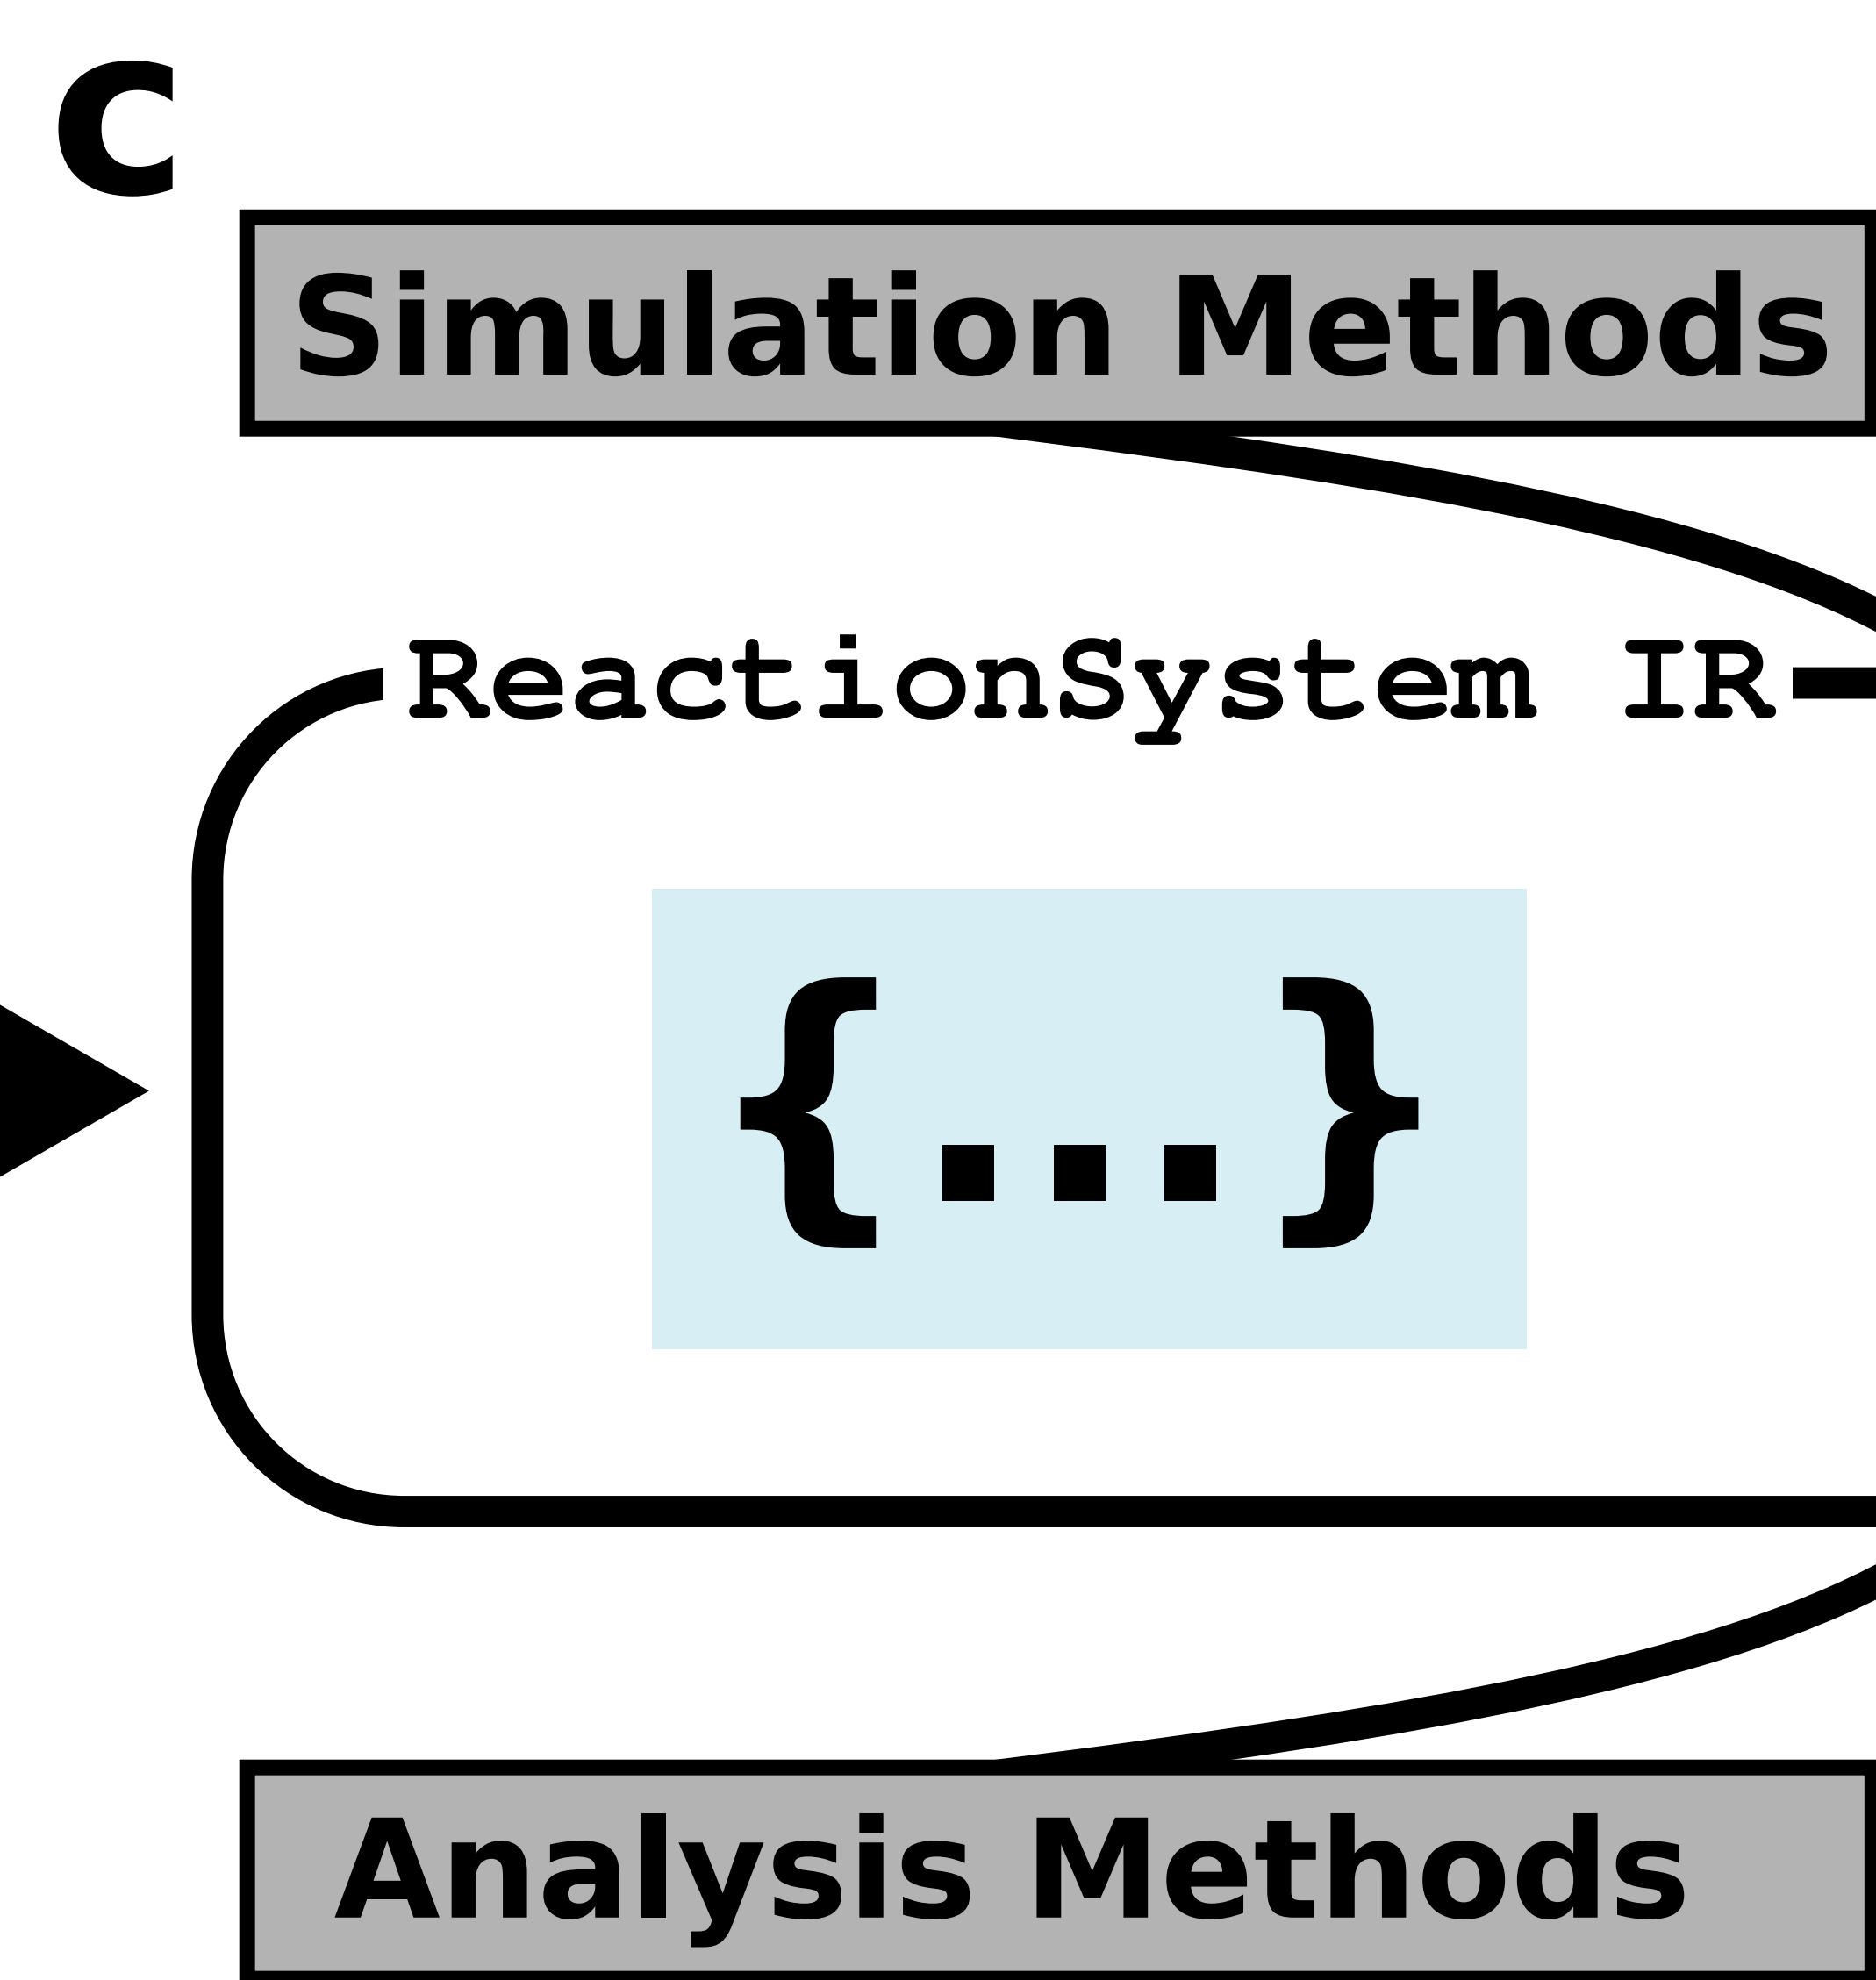 c
Simulation Methods
ReactionSystem IR
{...}
Analysis Methods